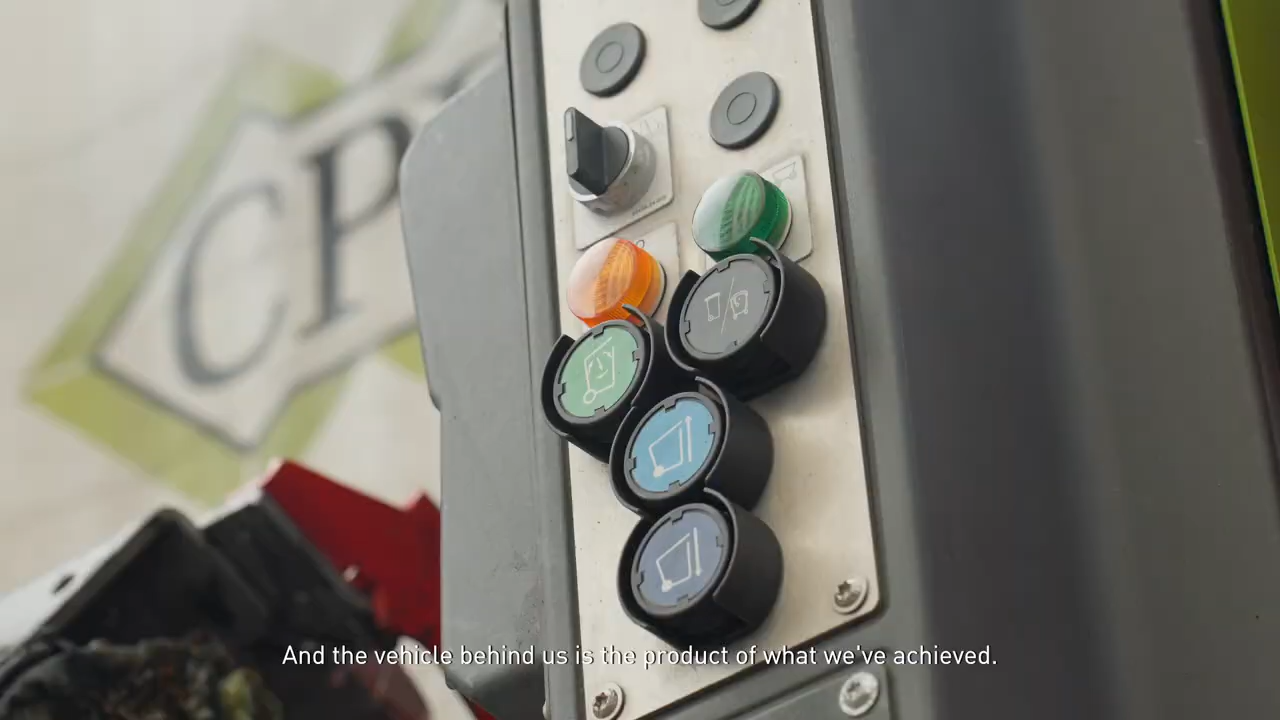 CP
And the vehicle behind us is the product of what we've achieved.